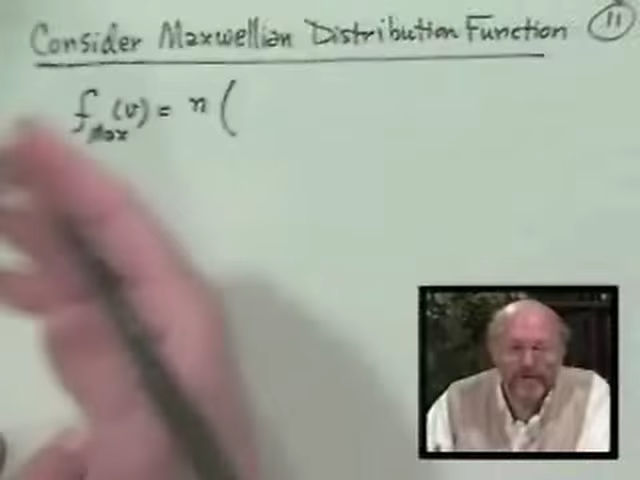 Consider Maxwellian Distribution Function 11
f_Max (v) = n (